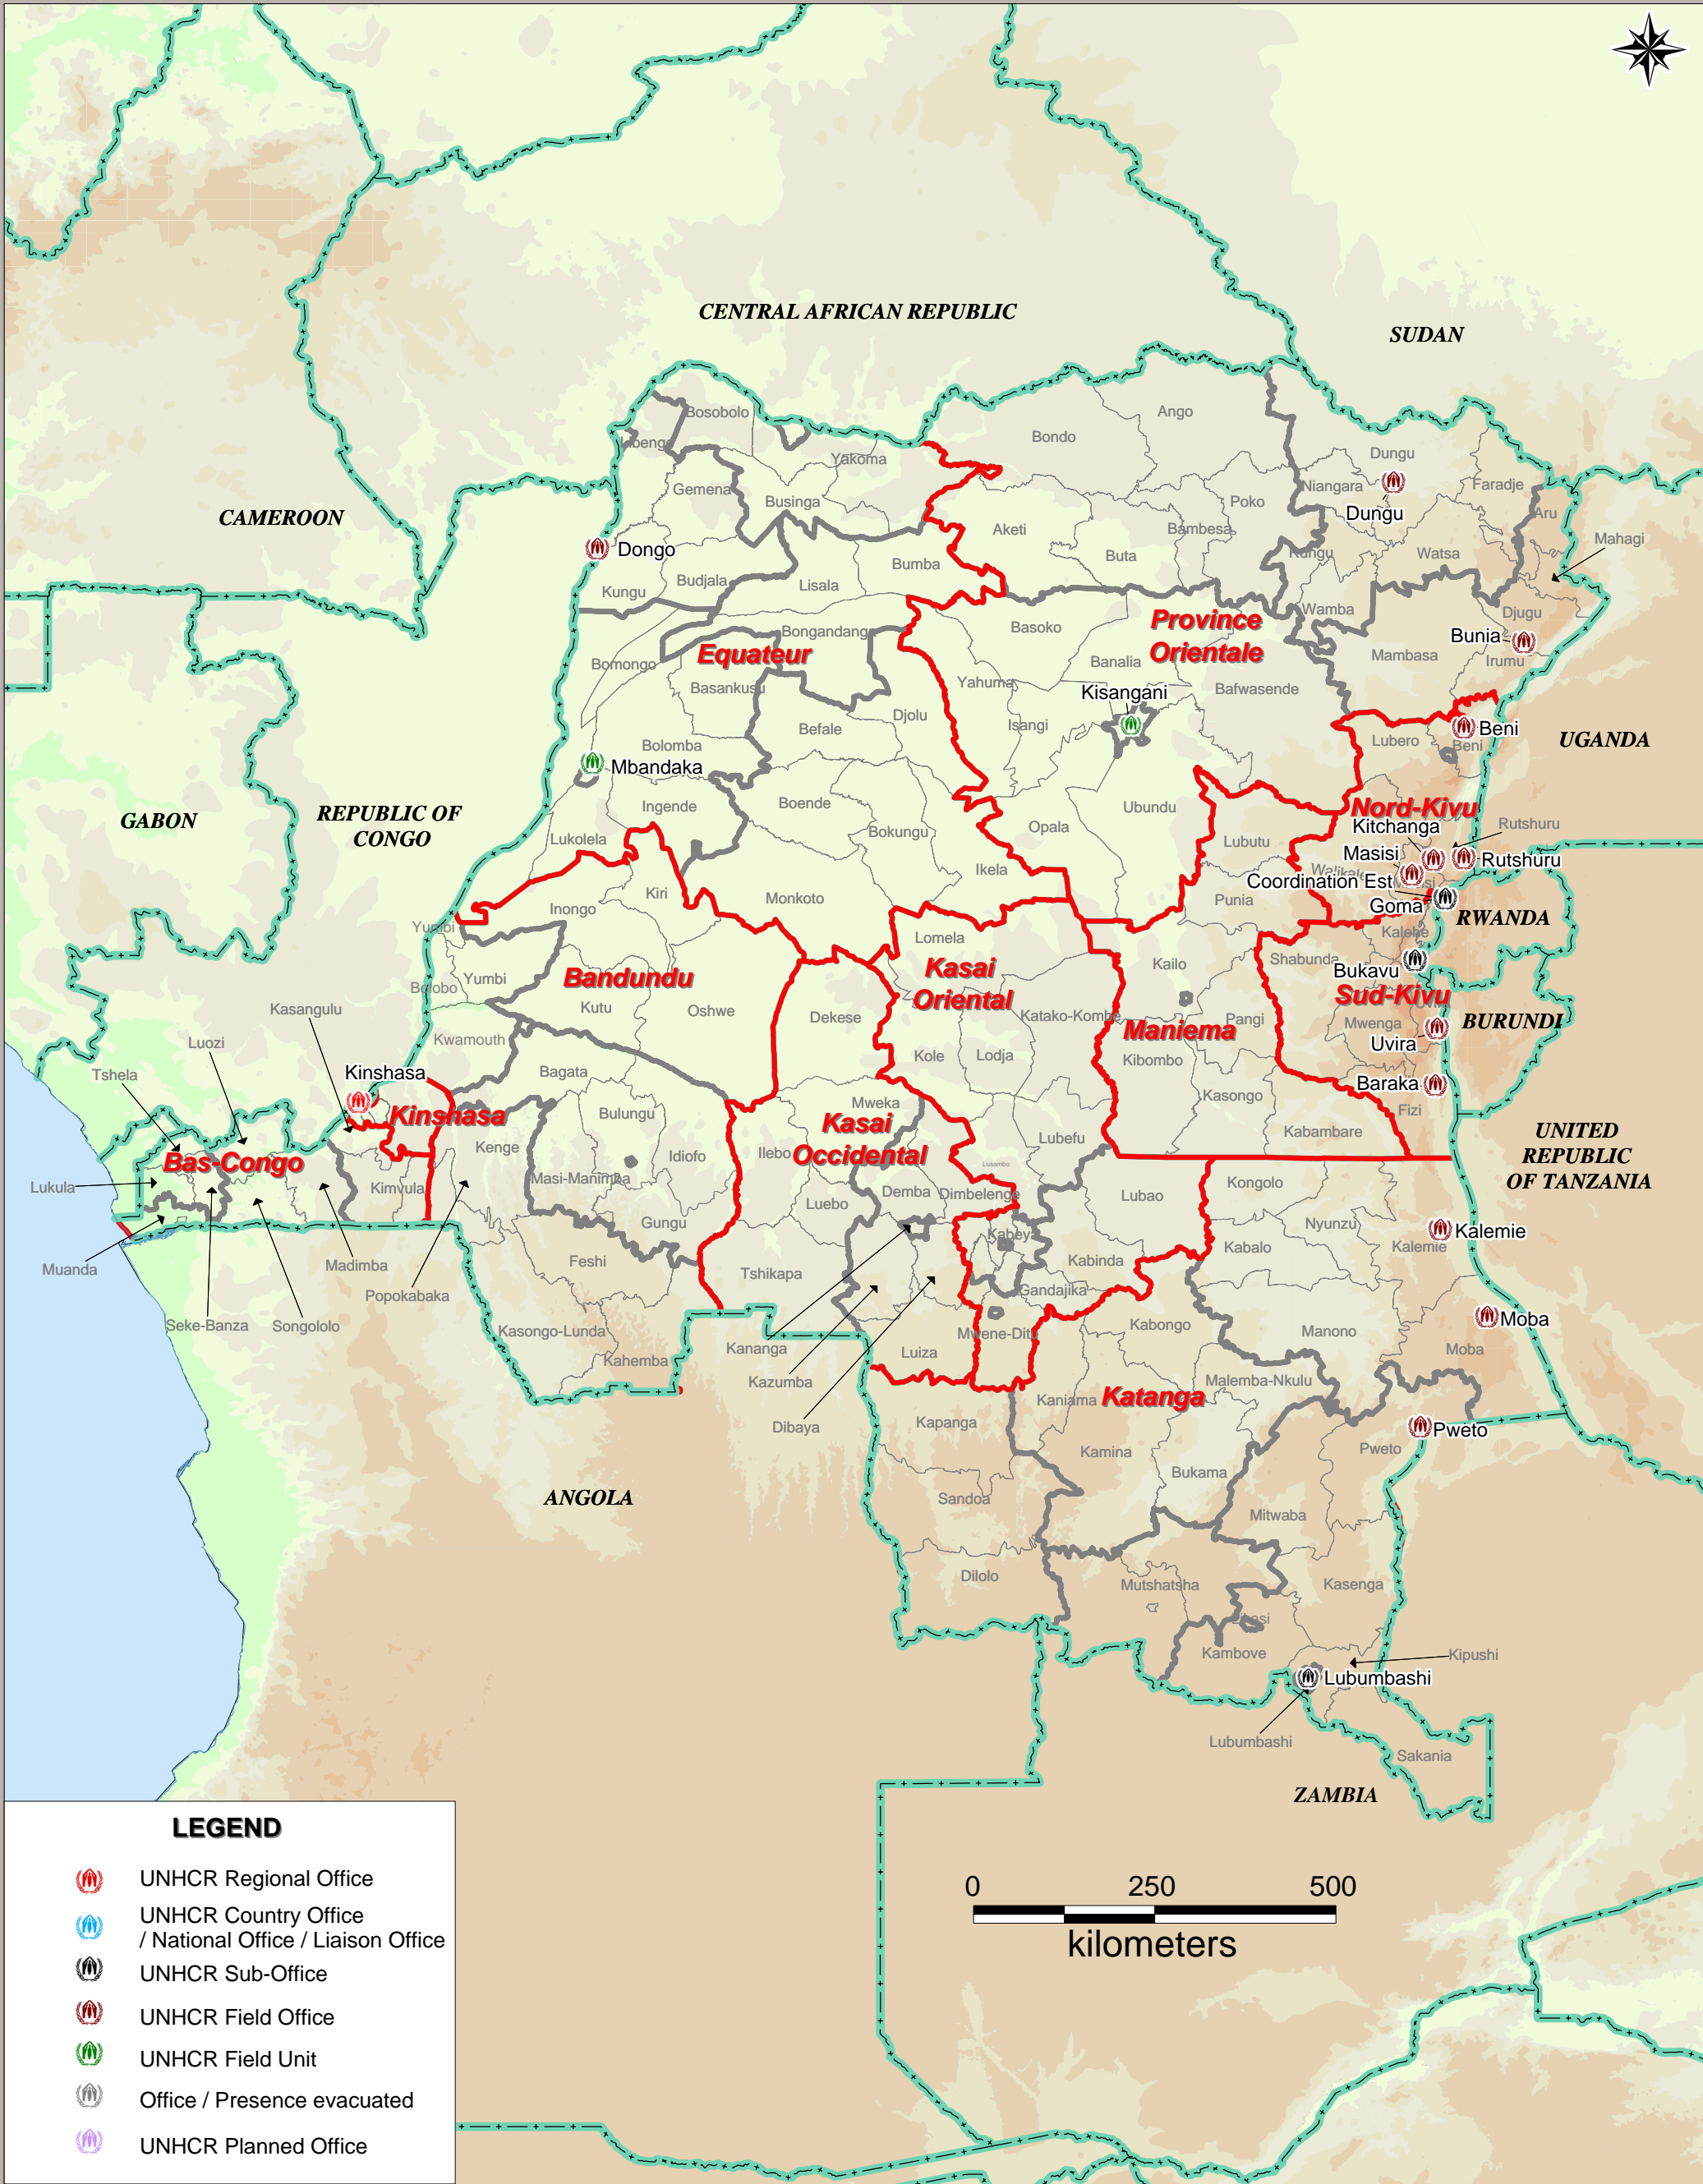 CENTRAL AFRICAN REPUBLIC
SUDAN
Bosobolo
Ango
Bondo
Yakoma
Dungu
Gemena
Businga
Niangara
Faradje
Poko
Dungu
Aru
CAMEROON
Aketi
Bambesa
Mahagi
Dongo
Buta
Watsa
Bumba
Budjala
Lisala
Kungu
Wamba
Djugu
Province
Orientale
Basoko
Bongandanga
Bunia
Equateur
Bomongo
Banalia
Mambasa
Irumu
Basankusu
Yahuma
Kisangani
Bafwasende
Djolu
Isangi
Befale
Beni
Lubero
Beni
UGANDA
Bolomba
Mbandaka
Ingende
Boende
Ubundu
Nord-Kivu
GABON
REPUBLIC OF
CONGO
Bokungu
Opala
Kitchanga
Rutshuru
Lukolela
Lubutu
Masisi
Rutshuru
Ikela
Walikale
Coordination Est
Kiri
Monkoto
Punia
Goma
RWANDA
Inongo
Yumbi
Lomela
Kalehe
Kasai
Oriental
Kailo
Shabunda
Bukavu
Bandundu
Yumbi
Bolobo
Sud-Kivu
Kutu
Oshwe
Dekese
Katako-Kombe
Pangi
Maniema
Mwenga
BURUNDI
Kasangulu
Kwamouth
Uvira
Luozi
Kole
Lodja
Kibombo
Tshela
Kinshasa
Bagata
Baraka
Kasongo
Mweka
Fizi
Kinshasa
Bulungu
Kasai
Occidental
Kabambare
UNITED
REPUBLIC
OF TANZANIA
Kenge
Lubefu
Bas-Congo
Idiofa
Ilebo
Lusambo
Lukula
Kimvula
Masi-Manimba
Demba
Dimbelenge
Lubao
Kongolo
Luebo
Gungu
Nyunzu
Kalemie
Kabeya
Kabalo
Kalemie
Muanda
Madimba
Feshi
Tshikapa
Kabinda
Popokabaka
Gandajika
Seke-Banza
Songololo
Kasongo-Lunda
Kabongo
Manono
Moba
Mwene-Ditu
Kananga
Luiza
Moba
Kahemba
Kazumba
Malemba-Nkulu
Kaniama
Katanga
Dibaya
Kapanga
Pweto
Kamina
Pweto
Bukama
ANGOLA
Sandoa
Mitwaba
Dilolo
Mutshatsha
Kasenga
Kambove
Kipushi
Lubumbashi
Lubumbashi
Sakania
ZAMBIA
LEGEND
UNHCR Regional Office
UNHCR Country Office
/ National Office / Liaison Office
UNHCR Sub-Office
UNHCR Field Office
UNHCR Field Unit
Office / Presence evacuated
UNHCR Planned Office
0 250 500
kilometers